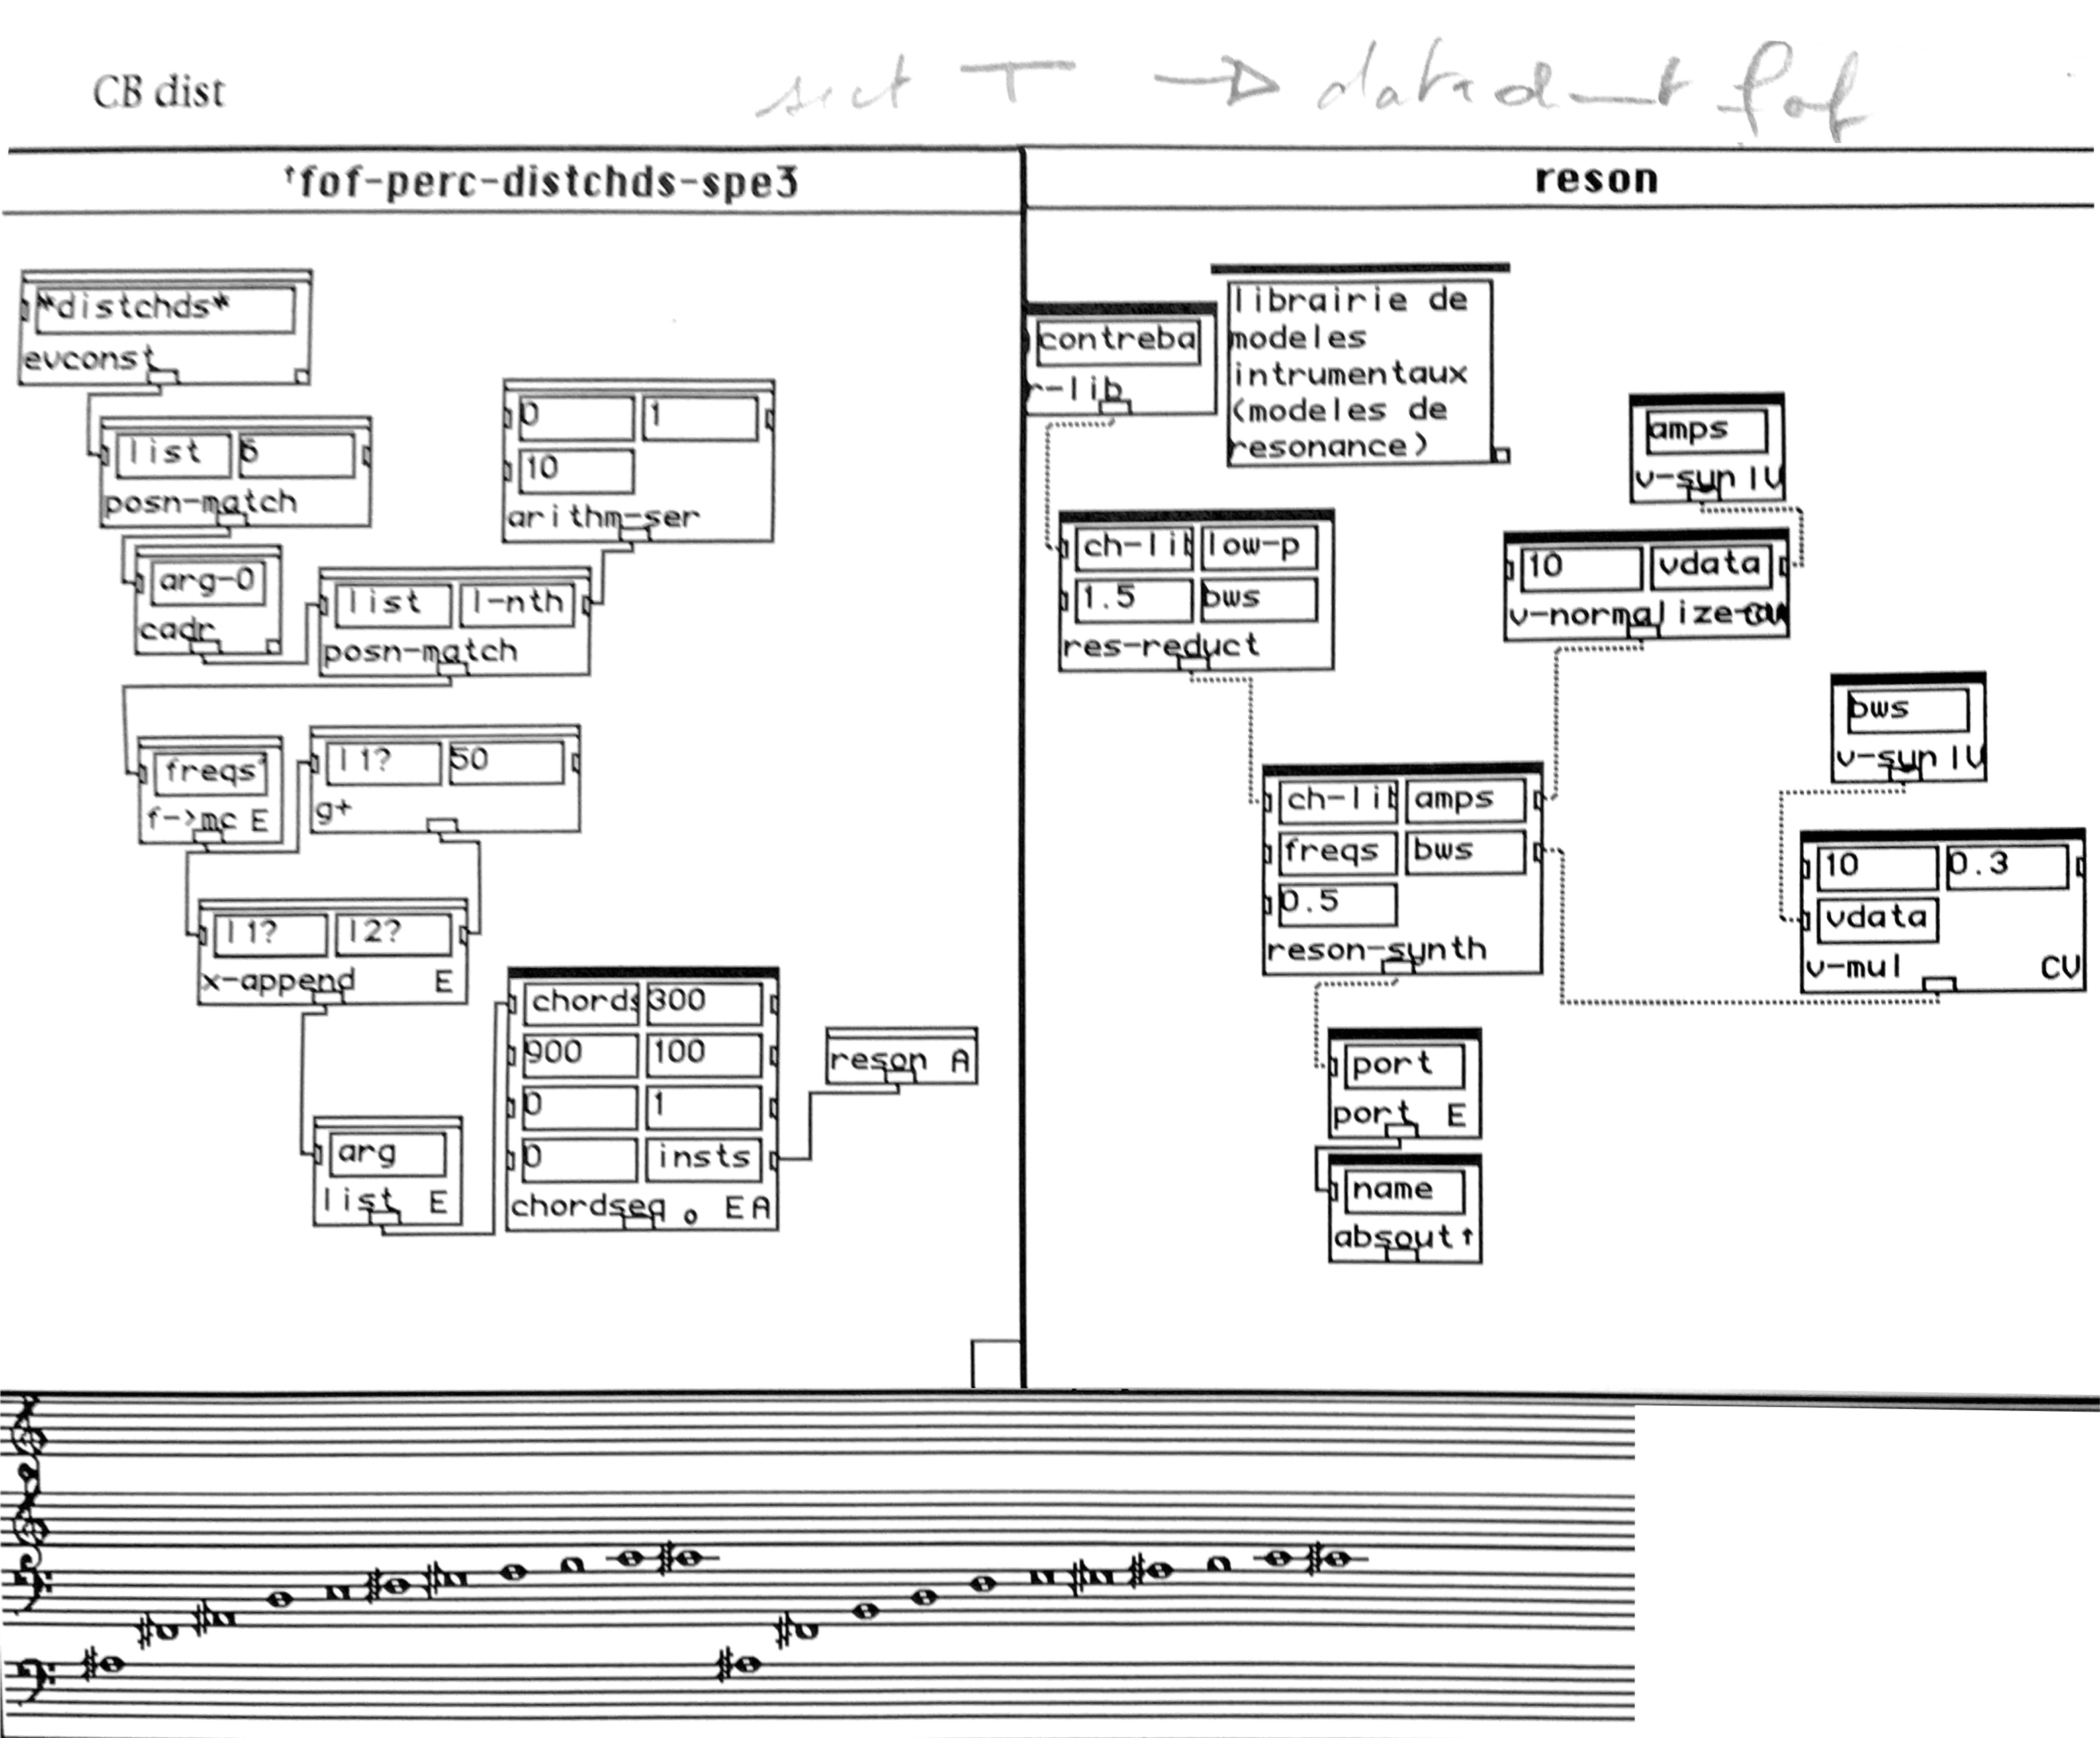 CB dist
sect T → data
fof
↑fof-perc-distchds-spe3
*distchds*
evconst
list 6
posn-match
0 1
10
arithm-ser
arg-0
cadr
list l-nth
posn-match
freqs
f->mc E
l1? 50
g+
l1? l2?
x-append E
arg
list E
chords 300
900 100
0 1
0 insts
chordseq EA
reson A
reson
contreba
r-lib
librairie de
modeles
intrumentaux
(modeles de
resonance)
ch-lib low-p
1.5 bws
res-reduct
amps
v-syn IV
10 vdata
v-normalize
bws
v-syn IV
ch-lib amps
freqs bws
0.5
reson-synth
10 0.3
vdata
v-mul CV
port
port E
name
absout↑